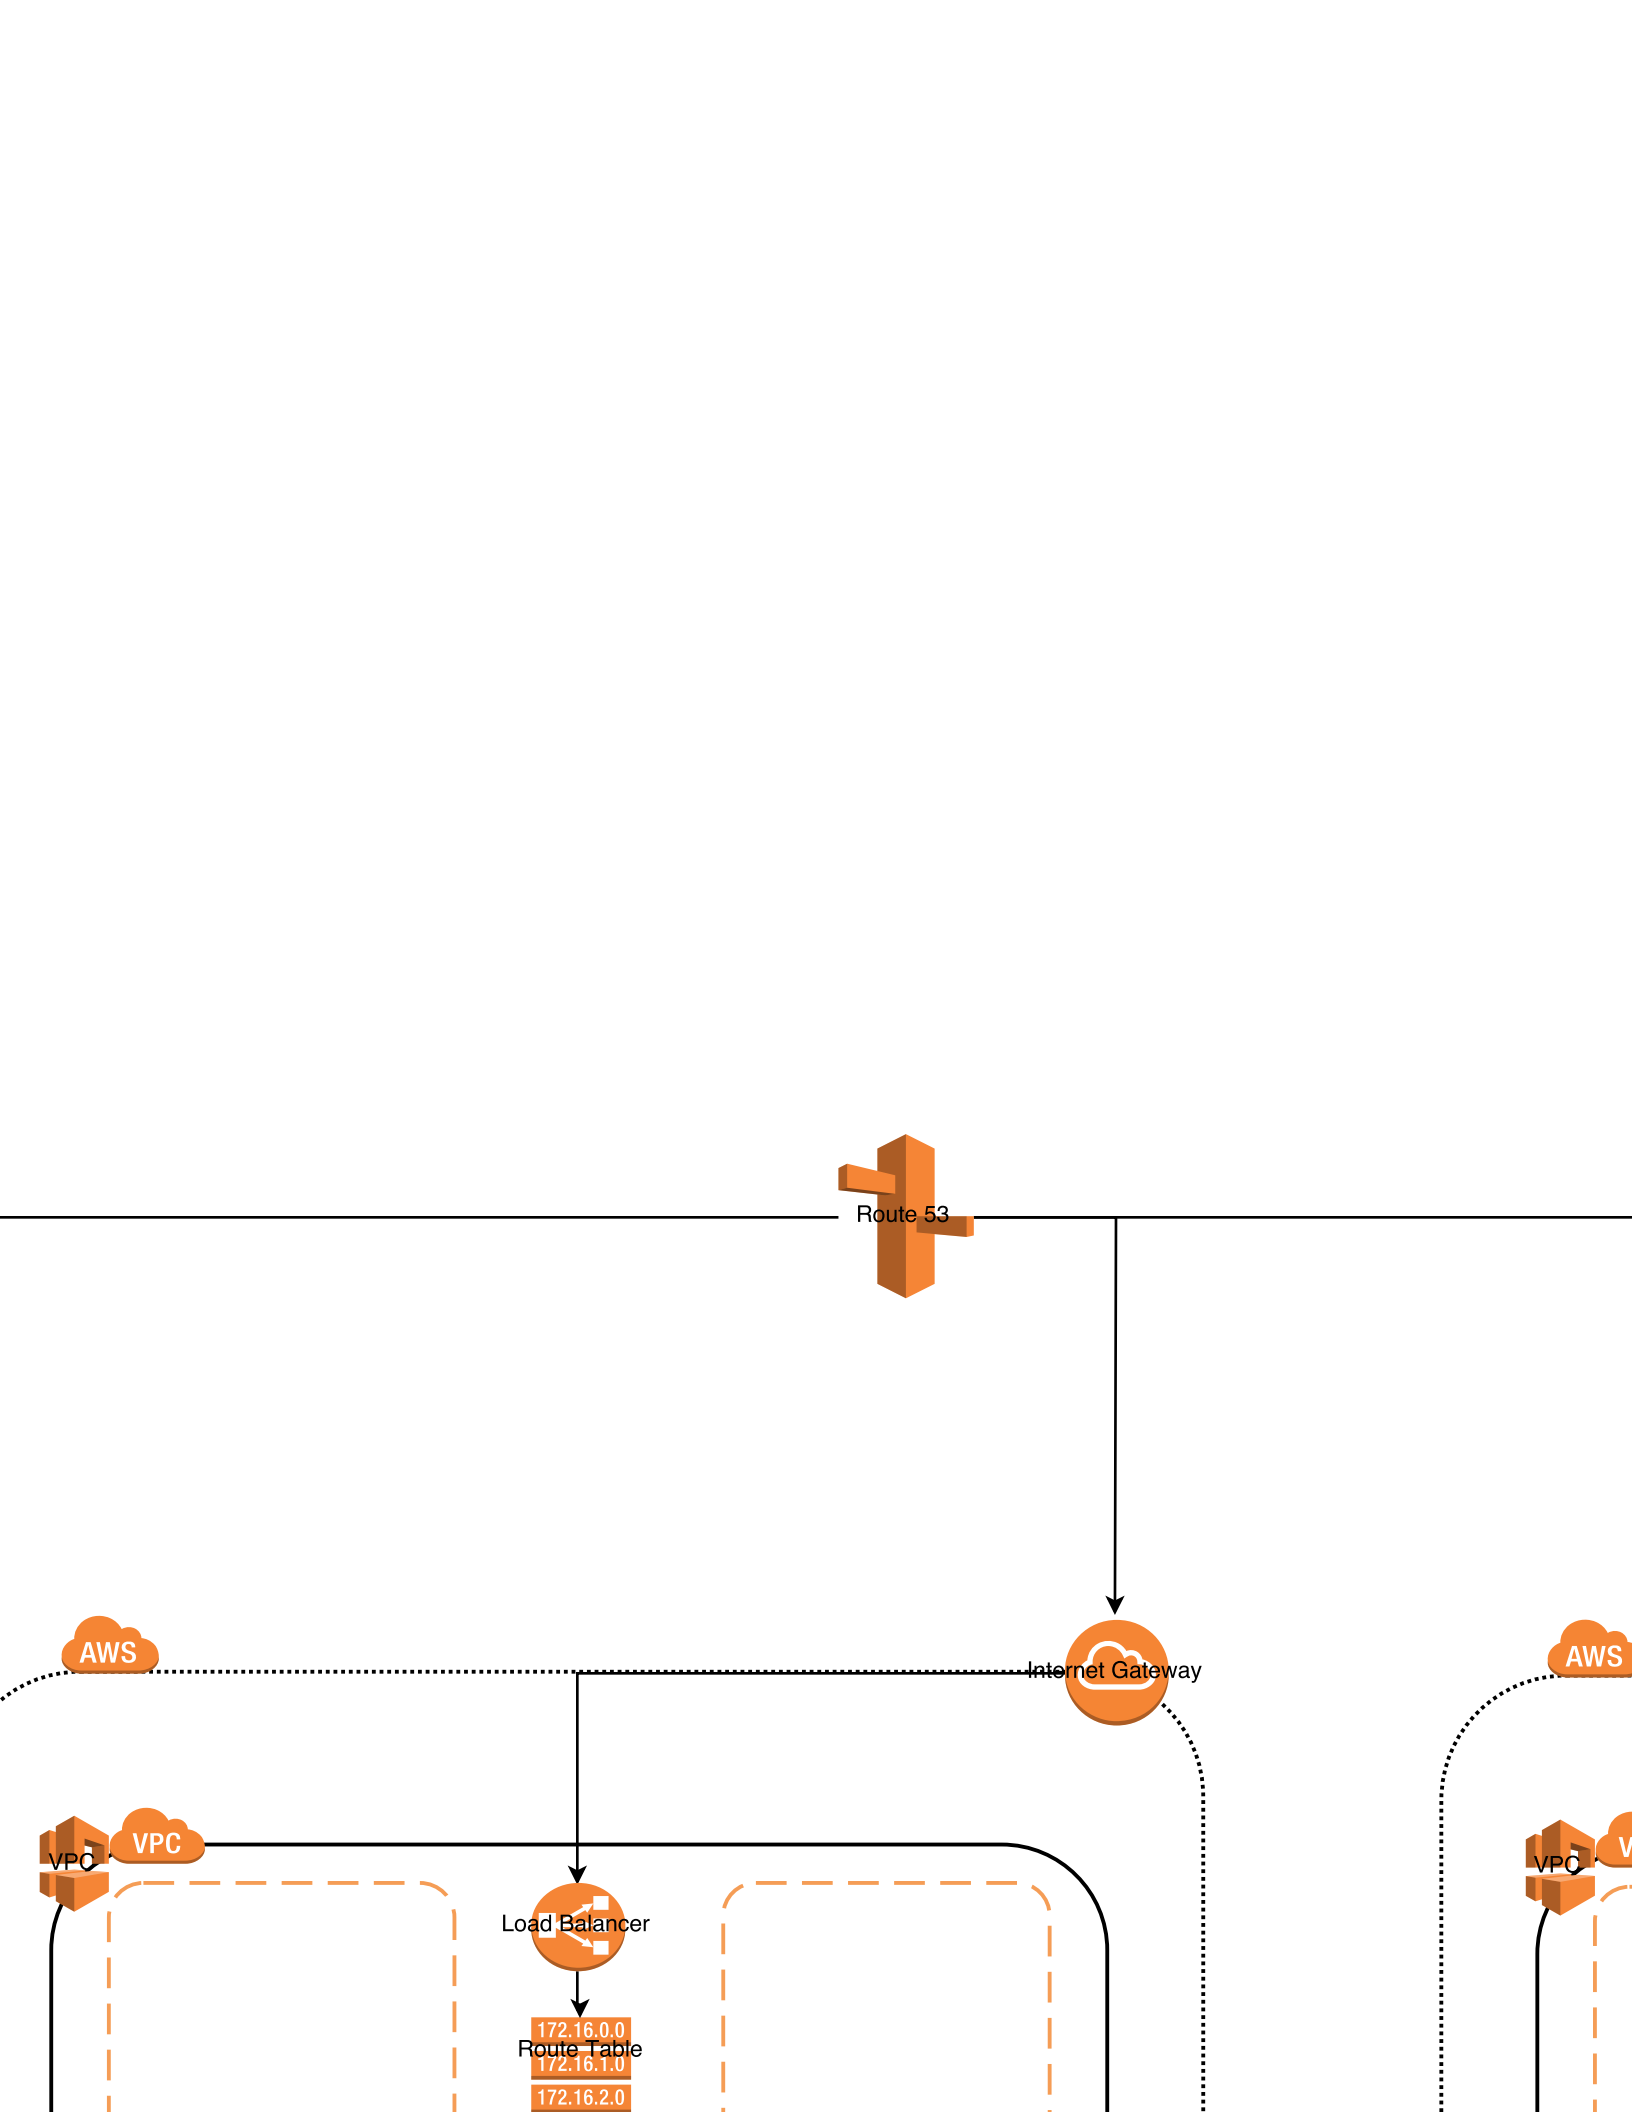 Route 53
AWS
Internet Gateway
AWS
VPC
VPC
VPC
Load Balancer
172.16.0.0
Route Table
172.16.1.0
172.16.2.0